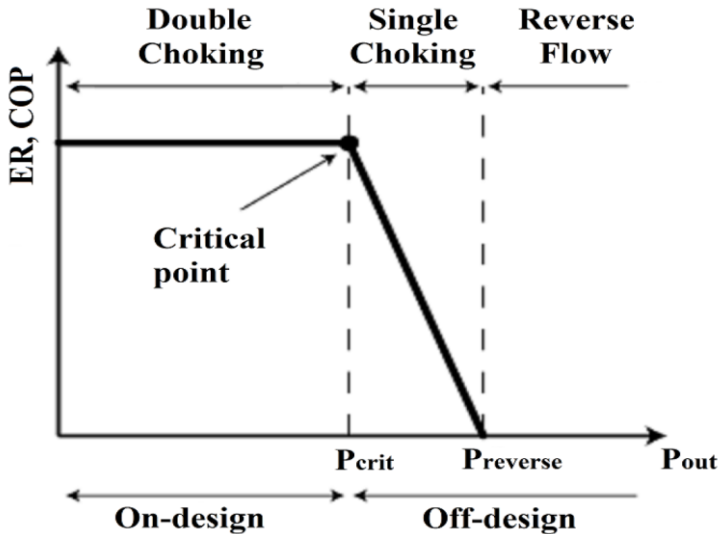 Double
Choking
Single
Choking
Reverse
Flow
ER, COP
Critical
point
Pcrit
Preverse
Pout
On-design
Off-design